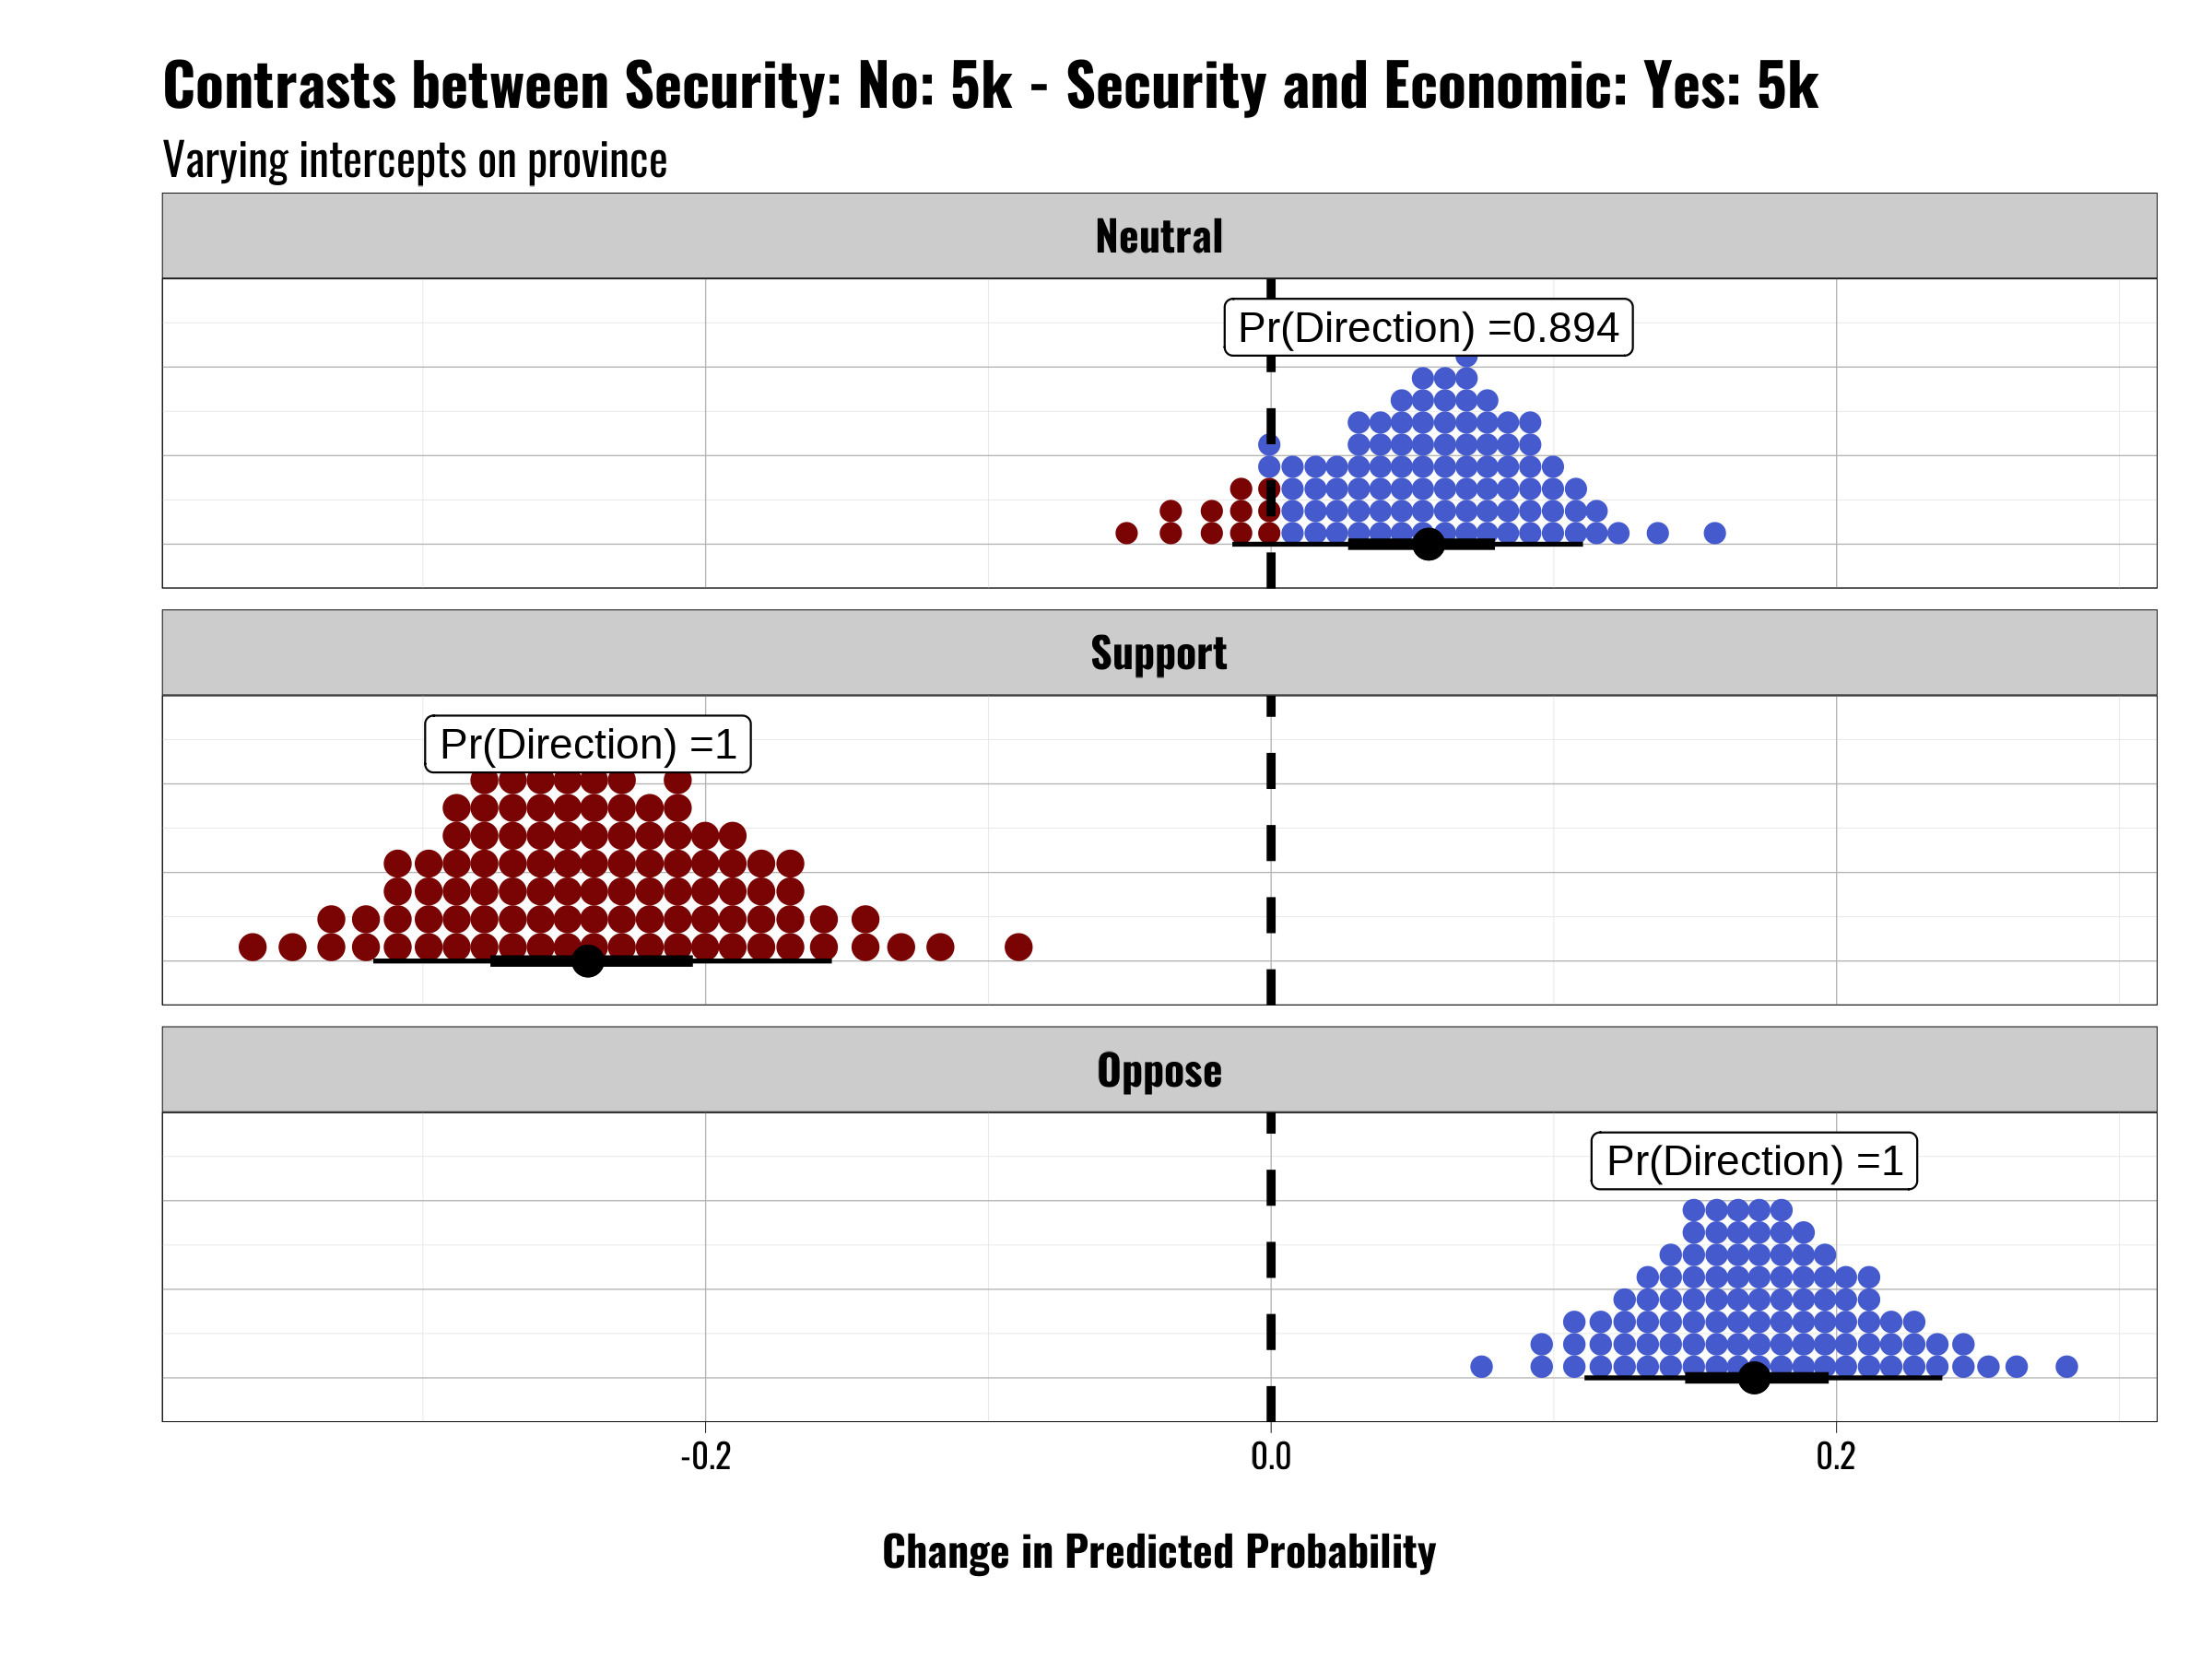 Contrasts between Security: No: 5k - Security and Economic: Yes: 5k
Varying intercepts on province
Neutral
Pr(Direction) =0.894
Support
Pr(Direction) =1
Oppose
Pr(Direction) =1
-0.2 0.0 0.2
Change in Predicted Probability